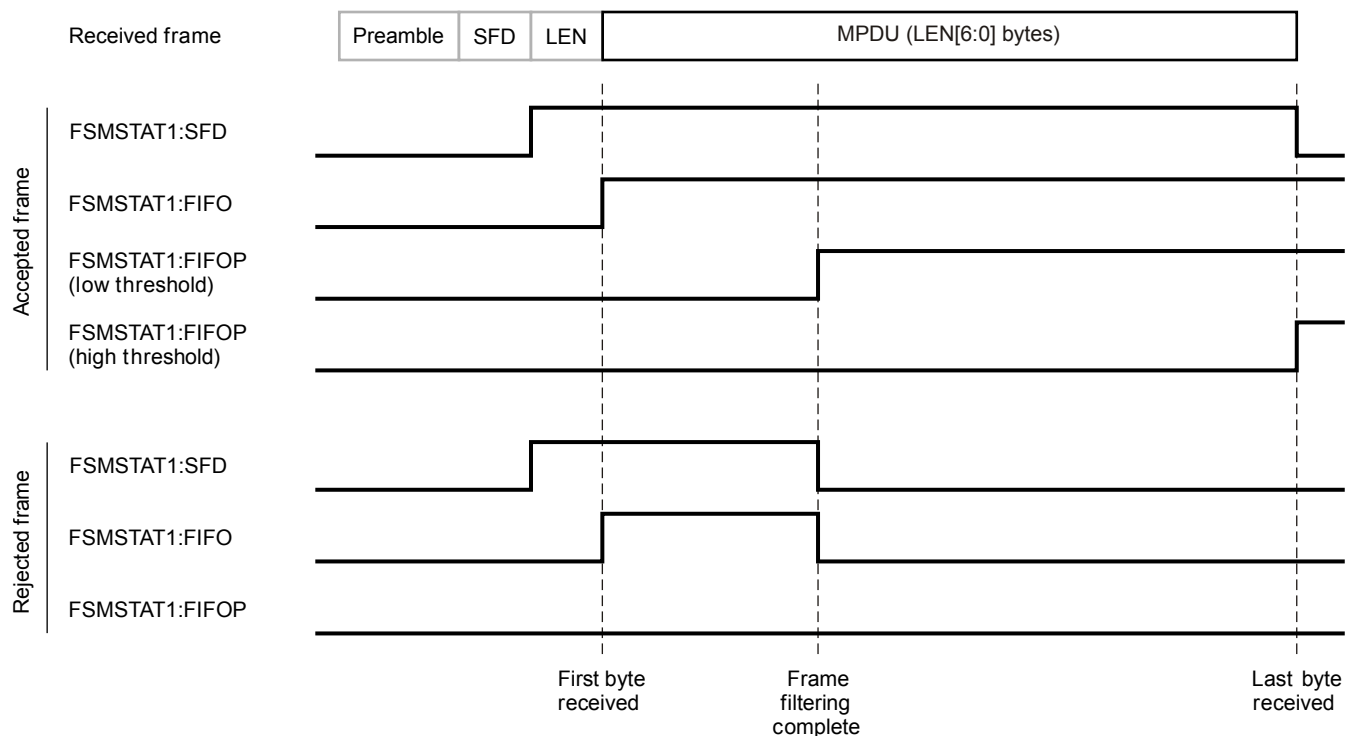 Received frame
Preamble SFD LEN MPDU (LEN[6:0] bytes)
Accepted frame
FSMSTAT1:SFD
FSMSTAT1:FIFO
FSMSTAT1:FIFOP
(low threshold)
FSMSTAT1:FIFOP
(high threshold)
Rejected frame
FSMSTAT1:SFD
FSMSTAT1:FIFO
FSMSTAT1:FIFOP
First byte
received
Frame
filtering
complete
Last byte
received